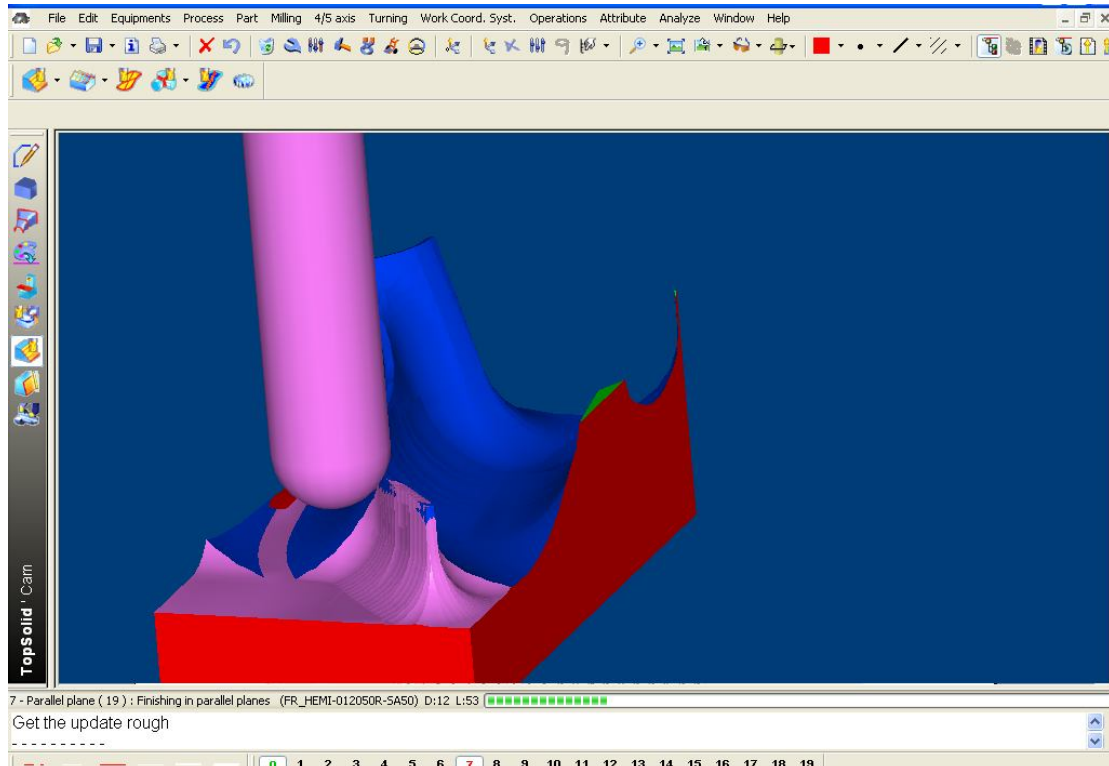 File Edit Equipments Process Part Milling 4/5 axis Turning Work Coord. Syst. Operations Attribute Analyze Window Help
TopSolid'Cam
7 - Parallel plane ( 19 ) : Finishing in parallel planes (FR_HEMI-012050R-SA50) D:12 L:53
Get the update rough
- - - - - - - - - -
0 1 2 3 4 5 6 7 8 9 10 11 12 13 14 15 16 17 18 19